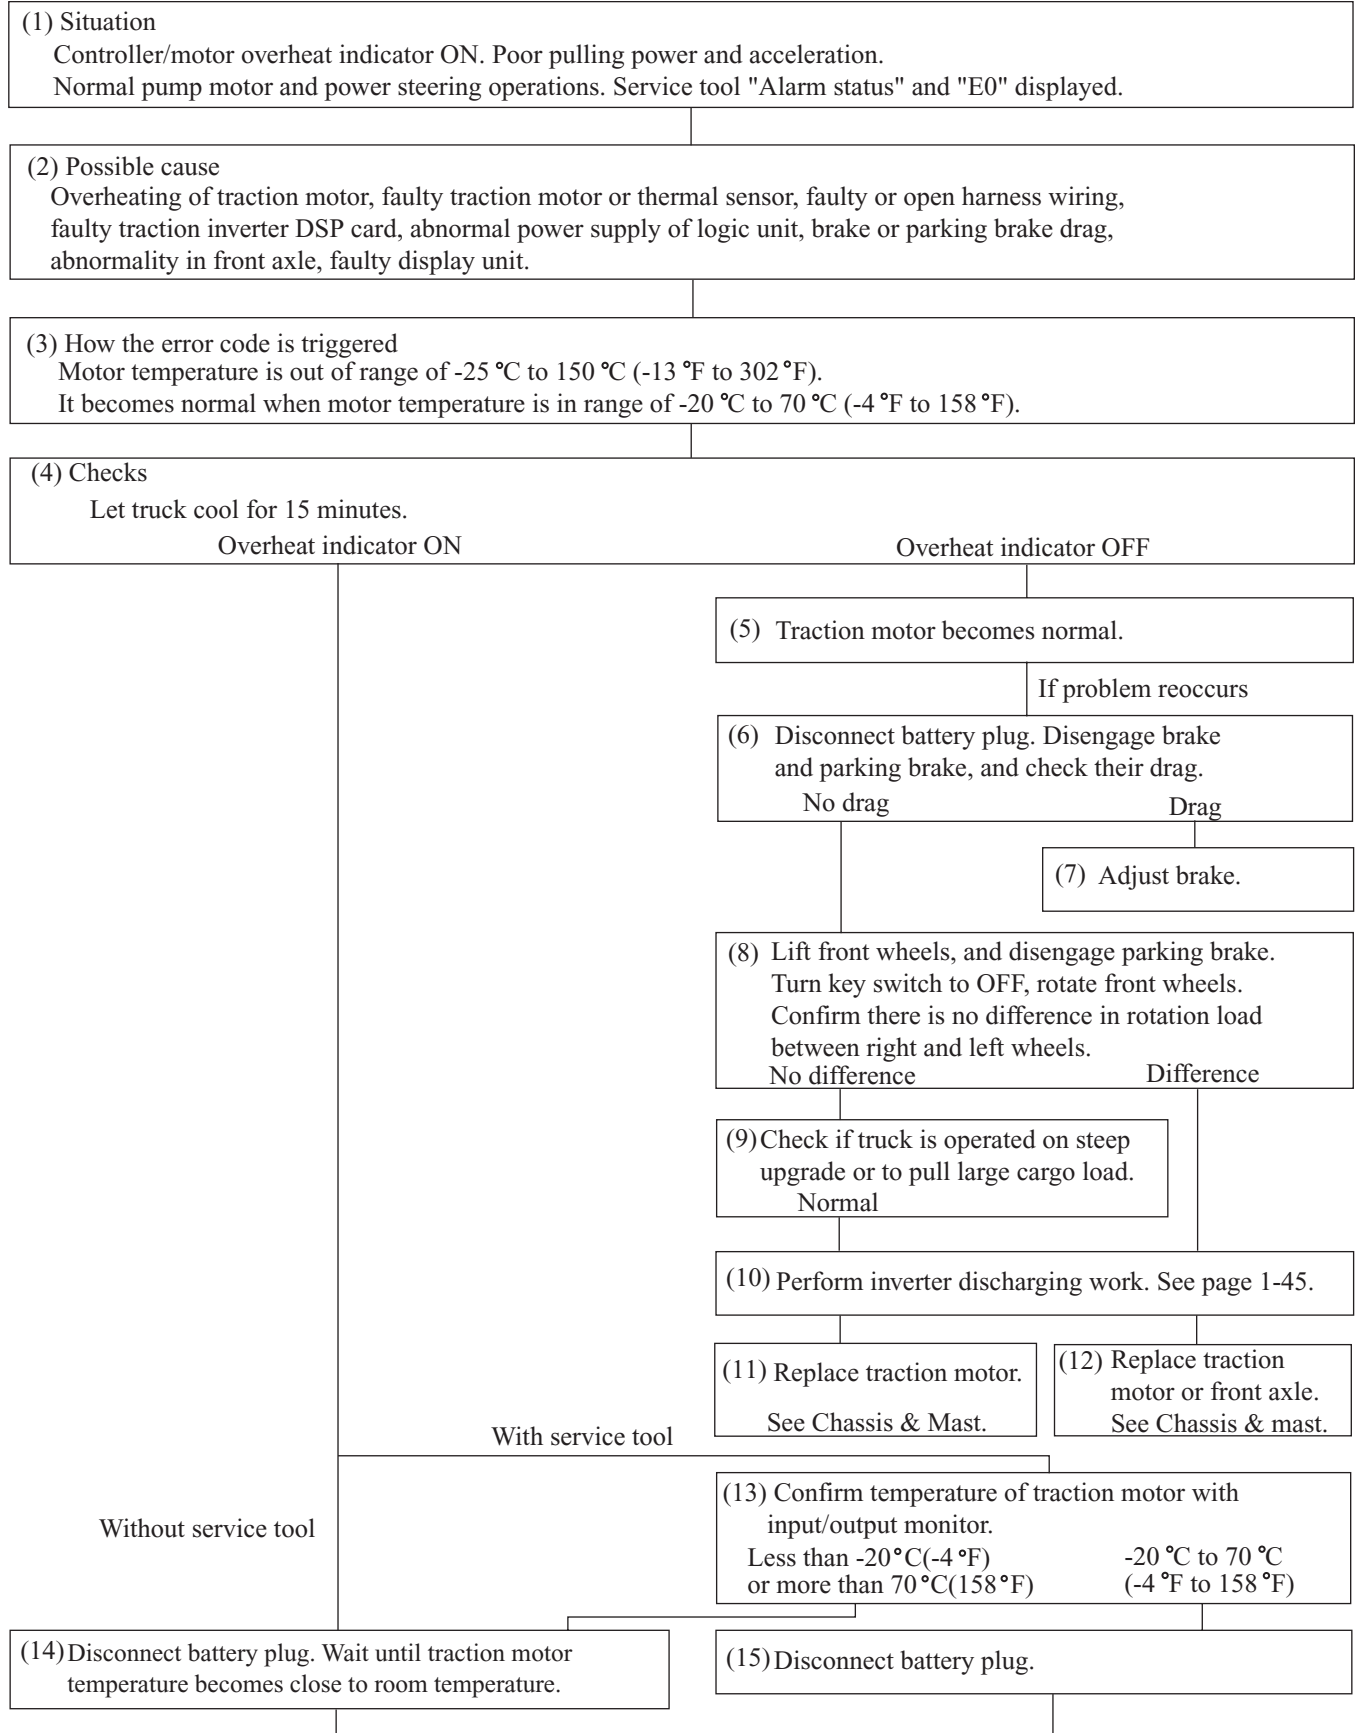 (1) Situation
Controller/motor overheat indicator ON. Poor pulling power and acceleration.
Normal pump motor and power steering operations. Service tool "Alarm status" and "E0" displayed.
(2) Possible cause
Overheating of traction motor, faulty traction motor or thermal sensor, faulty or open harness wiring,
faulty traction inverter DSP card, abnormal power supply of logic unit, brake or parking brake drag,
abnormality in front axle, faulty display unit.
(3) How the error code is triggered
Motor temperature is out of range of -25 °C to 150 °C (-13 °F to 302 °F).
It becomes normal when motor temperature is in range of -20 °C to 70 °C (-4 °F to 158 °F).
(4) Checks
Let truck cool for 15 minutes.
Overheat indicator ON
Overheat indicator OFF
(5) Traction motor becomes normal.
If problem reoccurs
(6) Disconnect battery plug. Disengage brake
and parking brake, and check their drag.
No drag
Drag
(7) Adjust brake.
(8) Lift front wheels, and disengage parking brake.
Turn key switch to OFF, rotate front wheels.
Confirm there is no difference in rotation load
between right and left wheels.
No difference
Difference
(9) Check if truck is operated on steep
upgrade or to pull large cargo load.
Normal
(10) Perform inverter discharging work. See page 1-45.
(11) Replace traction motor.
See Chassis & Mast.
(12) Replace traction
motor or front axle.
See Chassis & mast.
With service tool
Without service tool
(13) Confirm temperature of traction motor with
input/output monitor.
Less than -20°C(-4 °F)
or more than 70°C(158°F)
-20 °C to 70 °C
(-4 °F to 158 °F)
(14) Disconnect battery plug. Wait until traction motor
temperature becomes close to room temperature.
(15) Disconnect battery plug.